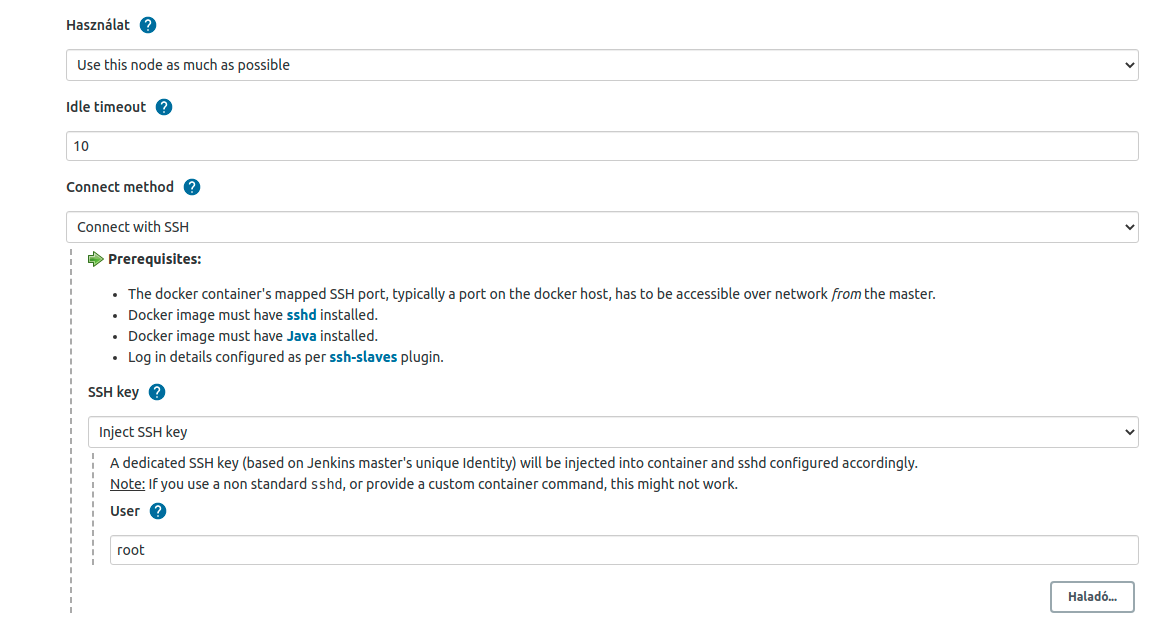 Használat ?
Use this node as much as possible
Idle timeout ?
10
Connect method ?
Connect with SSH
Prerequisites:
• The docker container's mapped SSH port, typically a port on the docker host, has to be accessible over network from the master.
• Docker image must have sshd installed.
• Docker image must have Java installed.
• Log in details configured as per ssh-slaves plugin.
SSH key ?
Inject SSH key
A dedicated SSH key (based on Jenkins master's unique Identity) will be injected into container and sshd configured accordingly.
Note: If you use a non standard sshd, or provide a custom container command, this might not work.
User ?
root
Haladó...